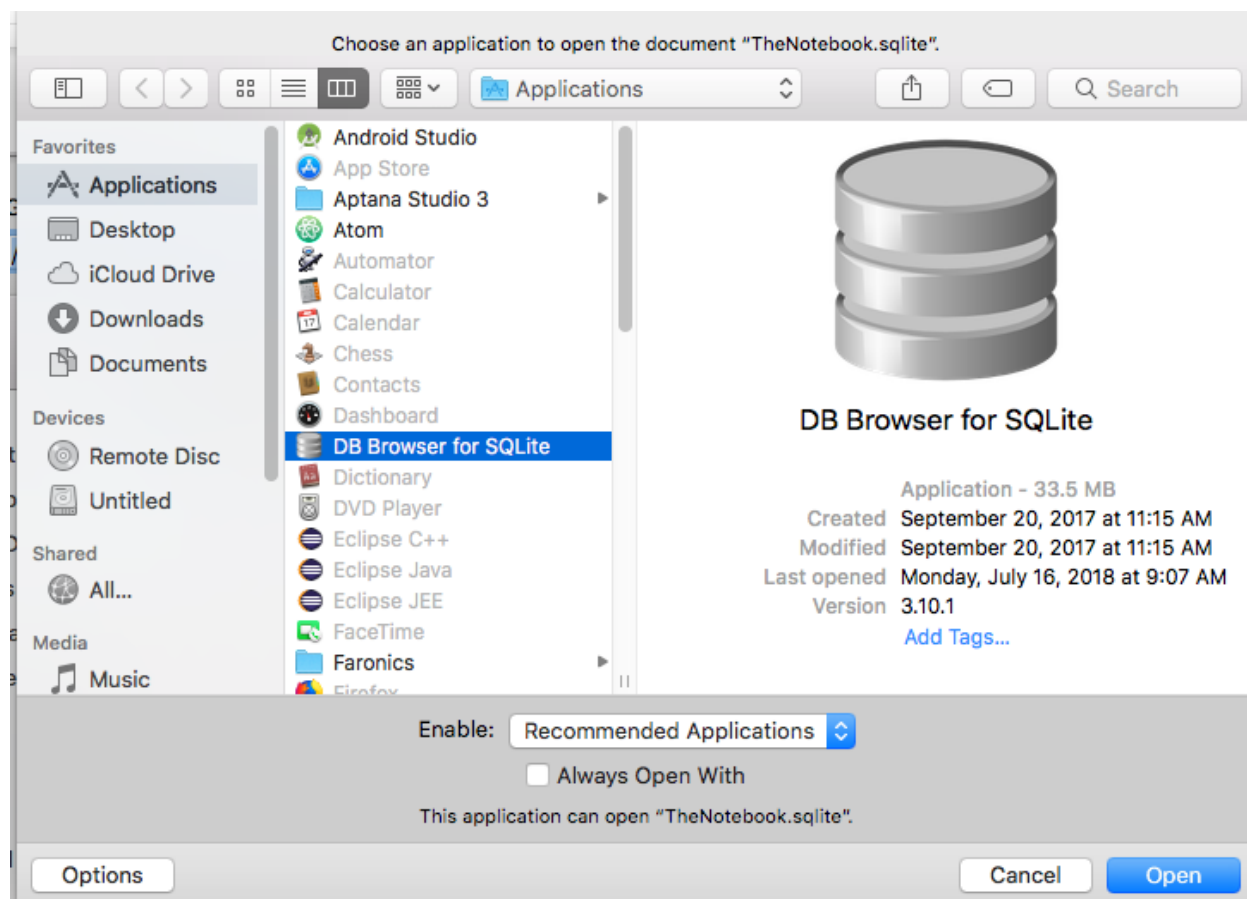 Choose an application to open the document “TheNotebook.sqlite”.
Applications
Search
Favorites
Applications
Desktop
iCloud Drive
Downloads
Documents
Devices
Remote Disc
Untitled
Shared
All...
Media
Music
Android Studio
App Store
Aptana Studio 3
Atom
Automator
Calculator
Calendar
Chess
Contacts
Dashboard
DB Browser for SQLite
Dictionary
DVD Player
Eclipse C++
Eclipse Java
Eclipse JEE
FaceTime
Faronics
Firefox
DB Browser for SQLite
Application - 33.5 MB
Created September 20, 2017 at 11:15 AM
Modified September 20, 2017 at 11:15 AM
Last opened Monday, July 16, 2018 at 9:07 AM
Version 3.10.1
Add Tags...
Enable: Recommended Applications
Always Open With
This application can open “TheNotebook.sqlite”.
Options
Cancel
Open